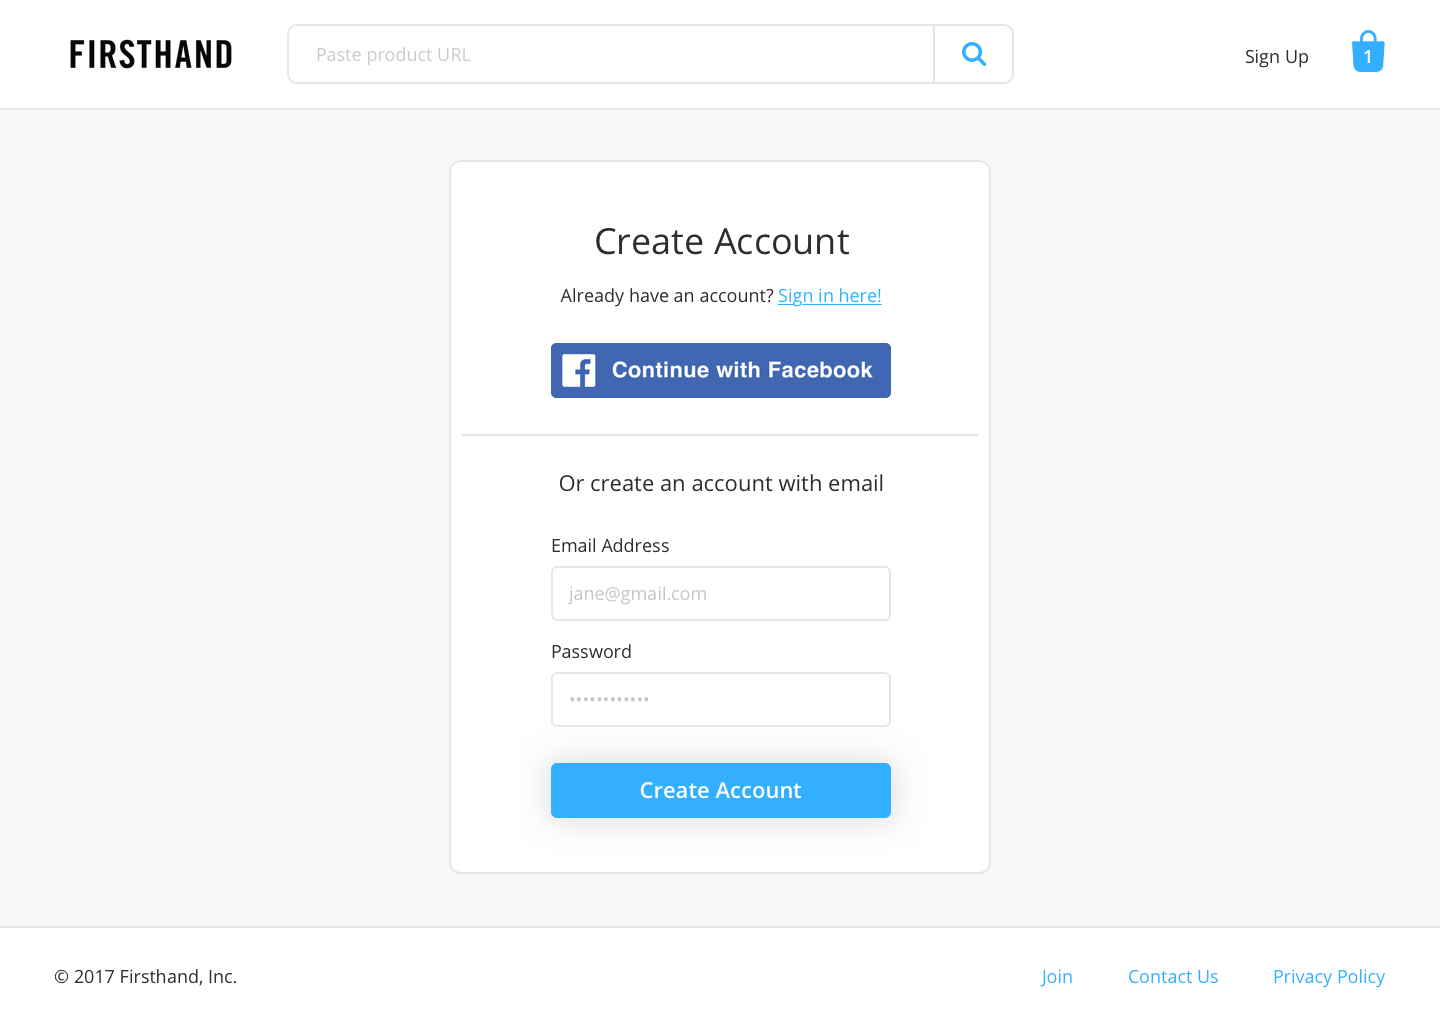 FIRSTHAND
Paste product URL
Sign Up
1
Create Account
Already have an account? Sign in here!
Continue with Facebook
Or create an account with email
Email Address
jane@gmail.com
Password
••••••••••••
Create Account
© 2017 Firsthand, Inc.
Join
Contact Us
Privacy Policy